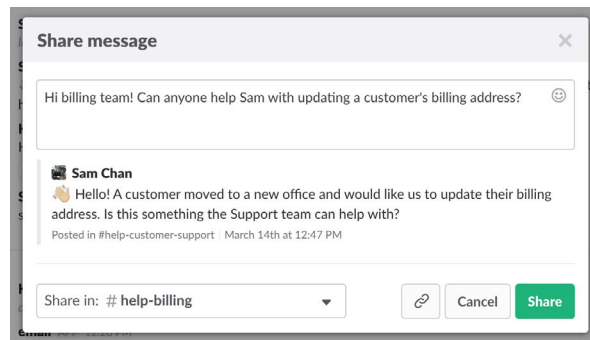 Share message
Hi billing team! Can anyone help Sam with updating a customer's billing address?
Sam Chan
👋🏼 Hello! A customer moved to a new office and would like us to update their billing
address. Is this something the Support team can help with?
Posted in #help-customer-support | March 14th at 12:47 PM
Share in: # help-billing
Cancel
Share